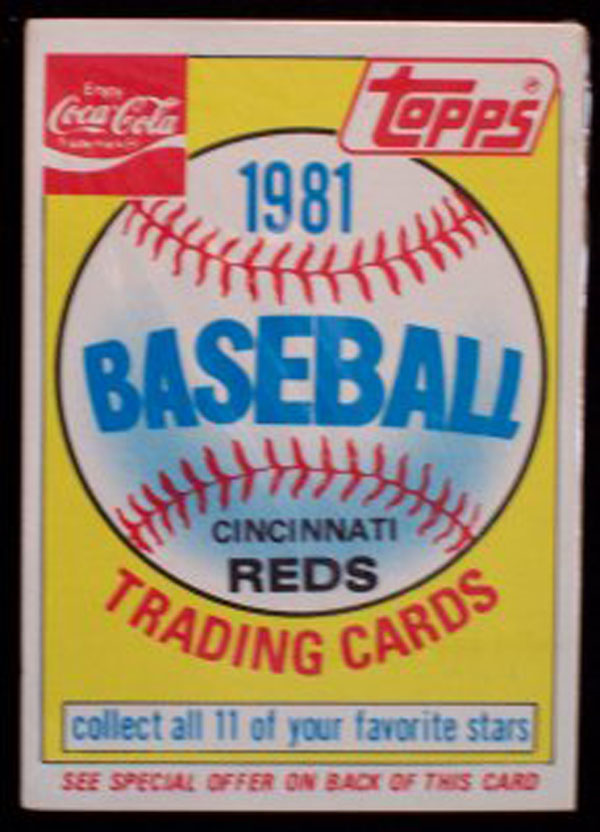 Enjoy
Coca-Cola
Trade-mark®
TOPPS®
1981
BASEBALL
CINCINNATI
REDS
TRADING CARDS
collect all 11 of your favorite stars
SEE SPECIAL OFFER ON BACK OF THIS CARD